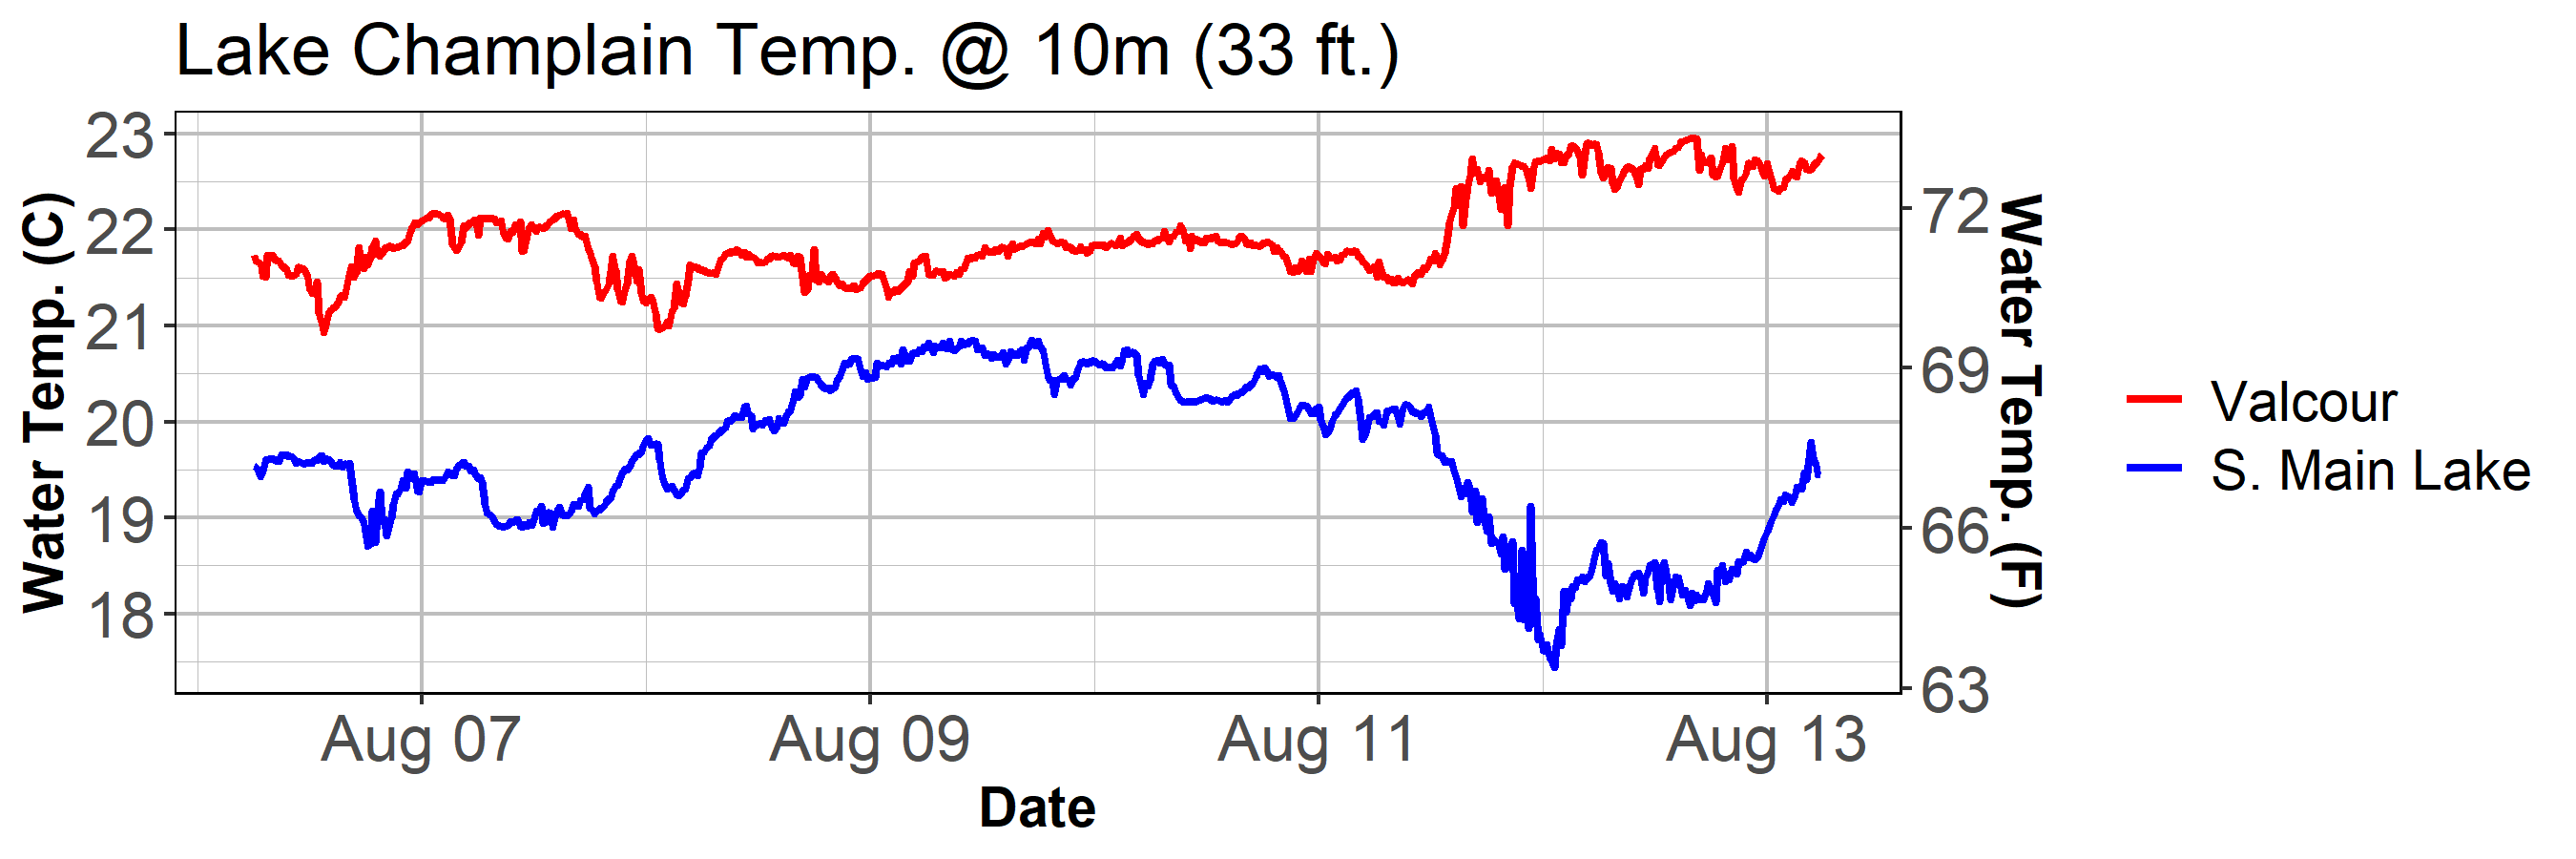 Lake Champlain Temp. @ 10m (33 ft.)
Water Temp. (C)
23
22
21
20
19
18
Water Temp. (F)
72
69
66
63
Aug 07
Aug 09
Aug 11
Aug 13
Date
Valcour
S. Main Lake